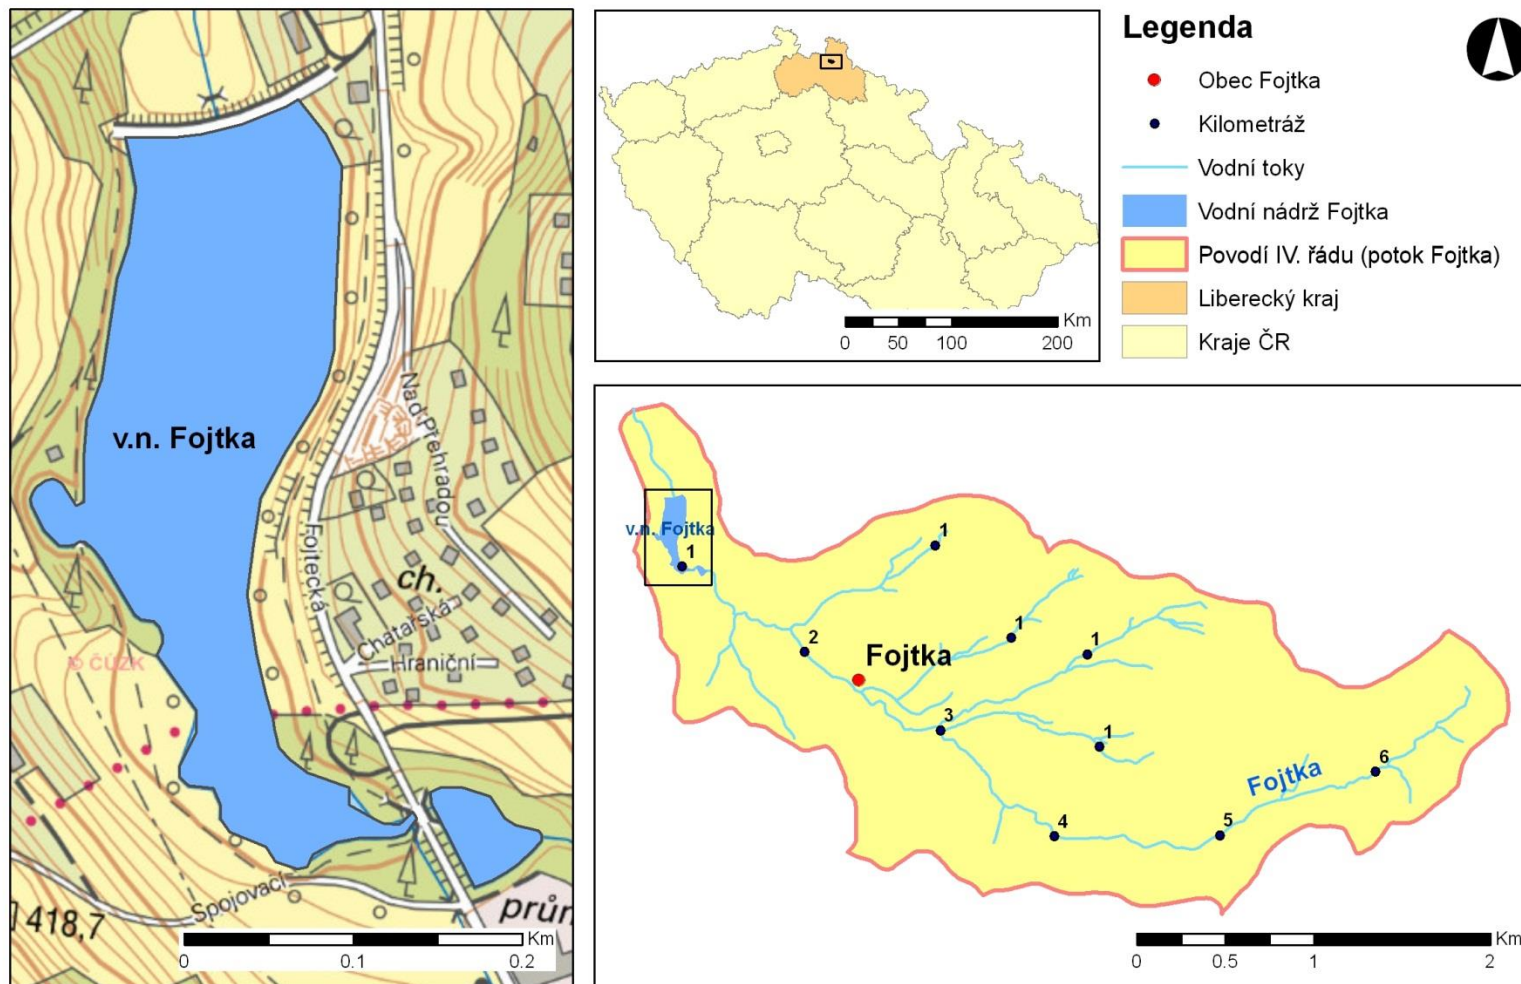 v.n. Fojtka
Nad Přehradou
Fojtecká
ch.
Chatařská
Hraniční
© ČÚZK
Spojovací
418,7
průn
Km
0 0.1 0.2
Km
0 50 100 200
Legenda
Obec Fojtka
Kilometráž
Vodní toky
Vodní nádrž Fojtka
Povodí IV. řádu (potok Fojtka)
Liberecký kraj
Kraje ČR
v.n. Fojtka
1
1
1
1
2
Fojtka
3
1
Fojtka
6
4
5
Km
0 0.5 1 2